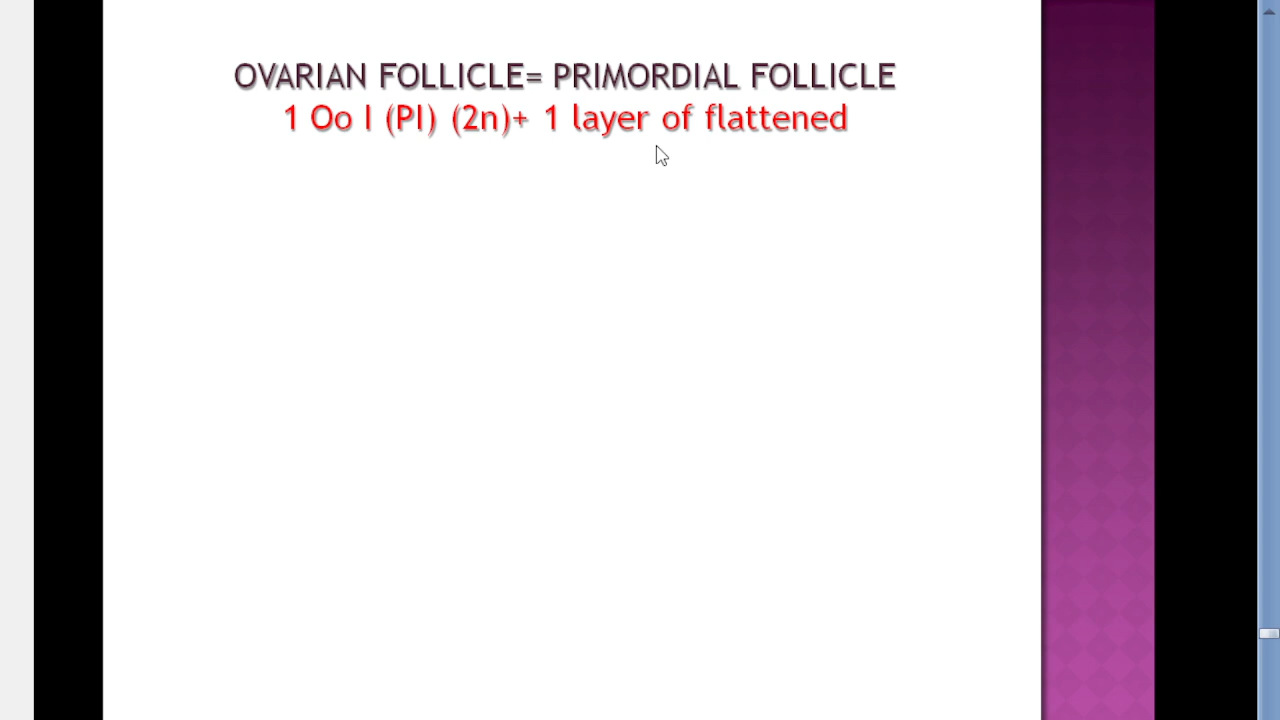 OVARIAN FOLLICLE= PRIMORDIAL FOLLICLE
1 Oo I (PI) (2n)+ 1 layer of flattened